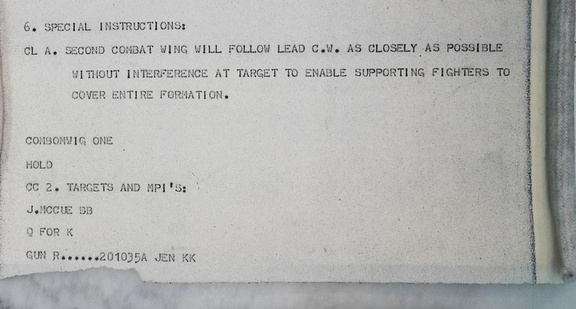 6. SPECIAL INSTRUCTIONS:
CL A. SECOND COMBAT WING WILL FOLLOW LEAD C.W. AS CLOSELY AS POSSIBLE
WITHOUT INTERFERENCE AT TARGET TO ENABLE SUPPORTING FIGHTERS TO
COVER ENTIRE FORMATION.
COMBOMWIG ONE
HOLD
CC 2. TARGETS AND MPI'S:
J.MCCUE SB
Q FOR K
GUN R......201035A JEN KK